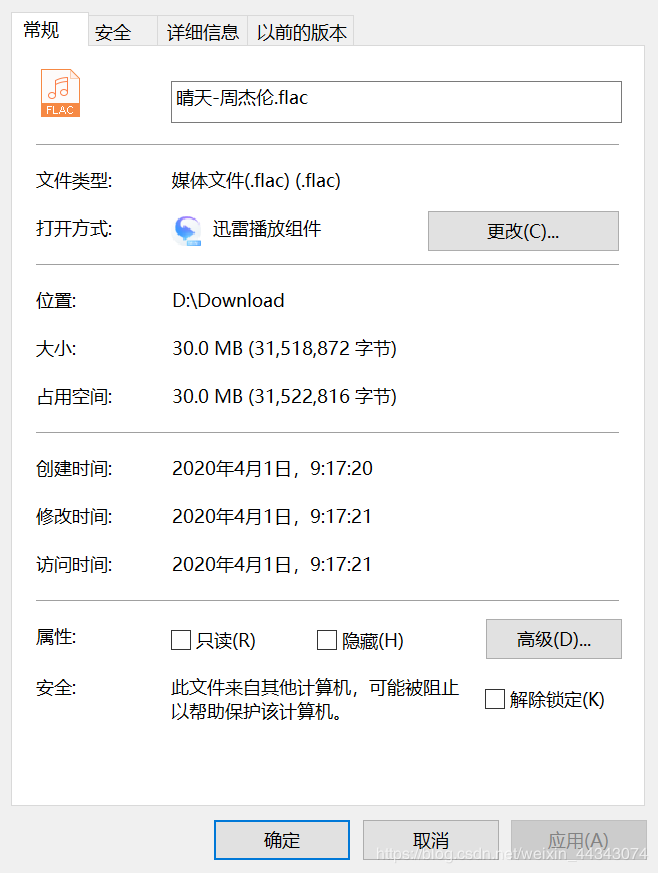 常规 安全 详细信息 以前的版本
FLAC
晴天-周杰伦.flac
文件类型: 媒体文件(.flac) (.flac)
打开方式: 迅雷播放组件 更改(C)...
位置: D:\Download
大小: 30.0 MB (31,518,872 字节)
占用空间: 30.0 MB (31,522,816 字节)
创建时间: 2020年4月1日，9:17:20
修改时间: 2020年4月1日，9:17:21
访问时间: 2020年4月1日，9:17:21
属性: 只读(R) 隐藏(H) 高级(D)...
安全: 此文件来自其他计算机，可能被阻止
以帮助保护该计算机。 解除锁定(K)
确定 取消 应用(A)
https://blog.csdn.net/weixin_44343074